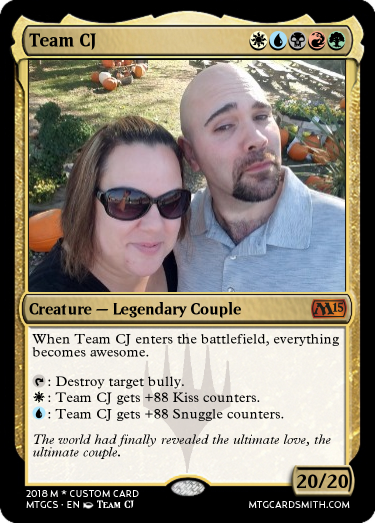 Team CJ
Creature — Legendary Couple
M15
When Team CJ enters the battlefield, everything
becomes awesome.
: Destroy target bully.
: Team CJ gets +88 Kiss counters.
: Team CJ gets +88 Snuggle counters.
The world had finally revealed the ultimate love, the
ultimate couple.
20/20
2018 M * CUSTOM CARD
MTGCS • EN Team CJ
MTGCARDSMITH.COM